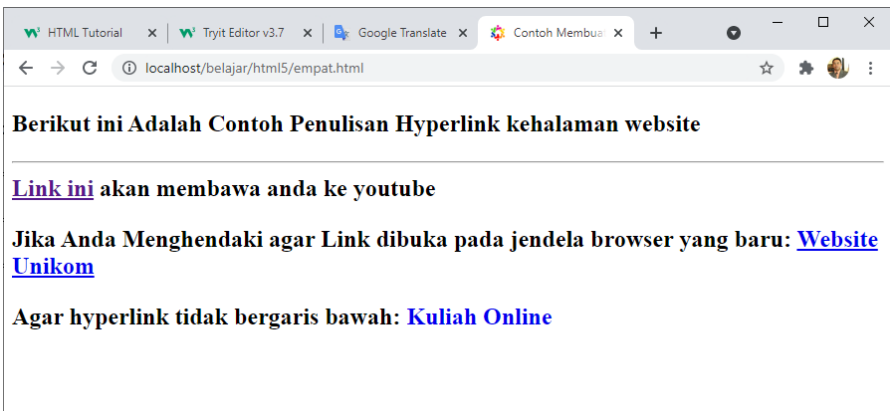 HTML Tutorial
Tryit Editor v3.7
Google Translate
Contoh Membua
localhost/belajar/html5/empat.html
Berikut ini Adalah Contoh Penulisan Hyperlink kehalaman website
Link ini akan membawa anda ke youtube
Jika Anda Menghendaki agar Link dibuka pada jendela browser yang baru: Website
Unikom
Agar hyperlink tidak bergaris bawah: Kuliah Online